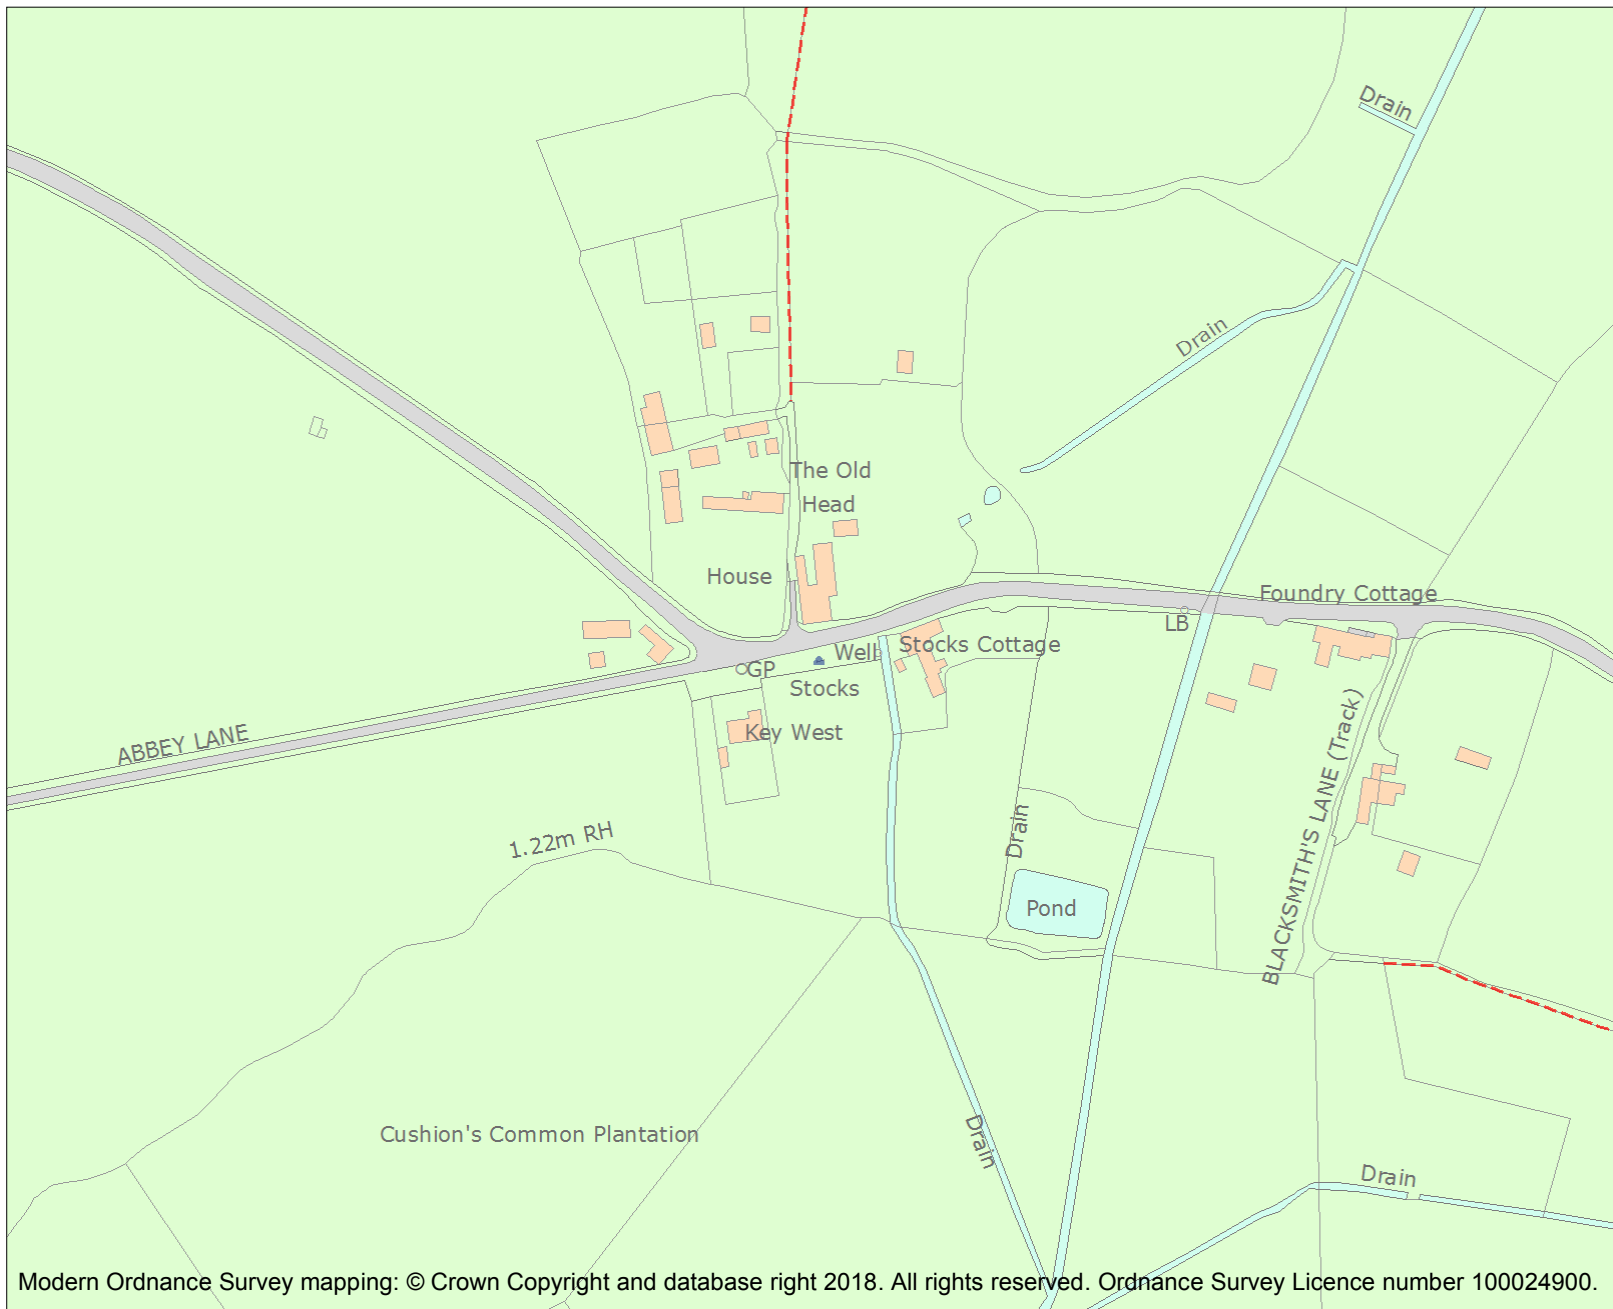 Drain
Drain
The Old
Head
House
Foundry Cottage
LB
Well
Stocks Cottage
GP
Stocks
Key West
ABBEY LANE
1.22m RH
Drain
BLACKSMITH'S LANE (Track)
Pond
Cushion's Common Plantation
Drain
Drain
Modern Ordnance Survey mapping: © Crown Copyright and database right 2018. All rights reserved. Ordnance Survey Licence number 100024900.